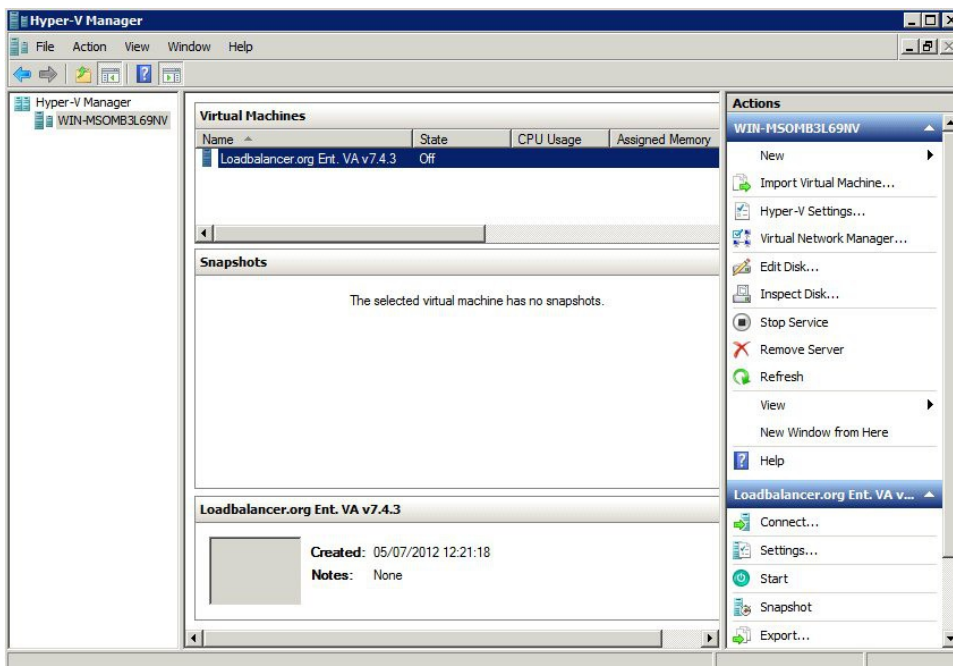 Hyper-V Manager
File Action View Window Help
Hyper-V Manager
WIN-MSOMB3L69NV
Virtual Machines
Name State CPU Usage Assigned Memory
Loadbalancer.org Ent. VA v7.4.3 Off
Snapshots
The selected virtual machine has no snapshots.
Loadbalancer.org Ent. VA v7.4.3
Created: 05/07/2012 12:21:18
Notes: None
Actions
WIN-MSOMB3L69NV
New
Import Virtual Machine...
Hyper-V Settings...
Virtual Network Manager...
Edit Disk...
Inspect Disk...
Stop Service
Remove Server
Refresh
View
New Window from Here
Help
Loadbalancer.org Ent. VA v...
Connect...
Settings...
Start
Snapshot
Export...